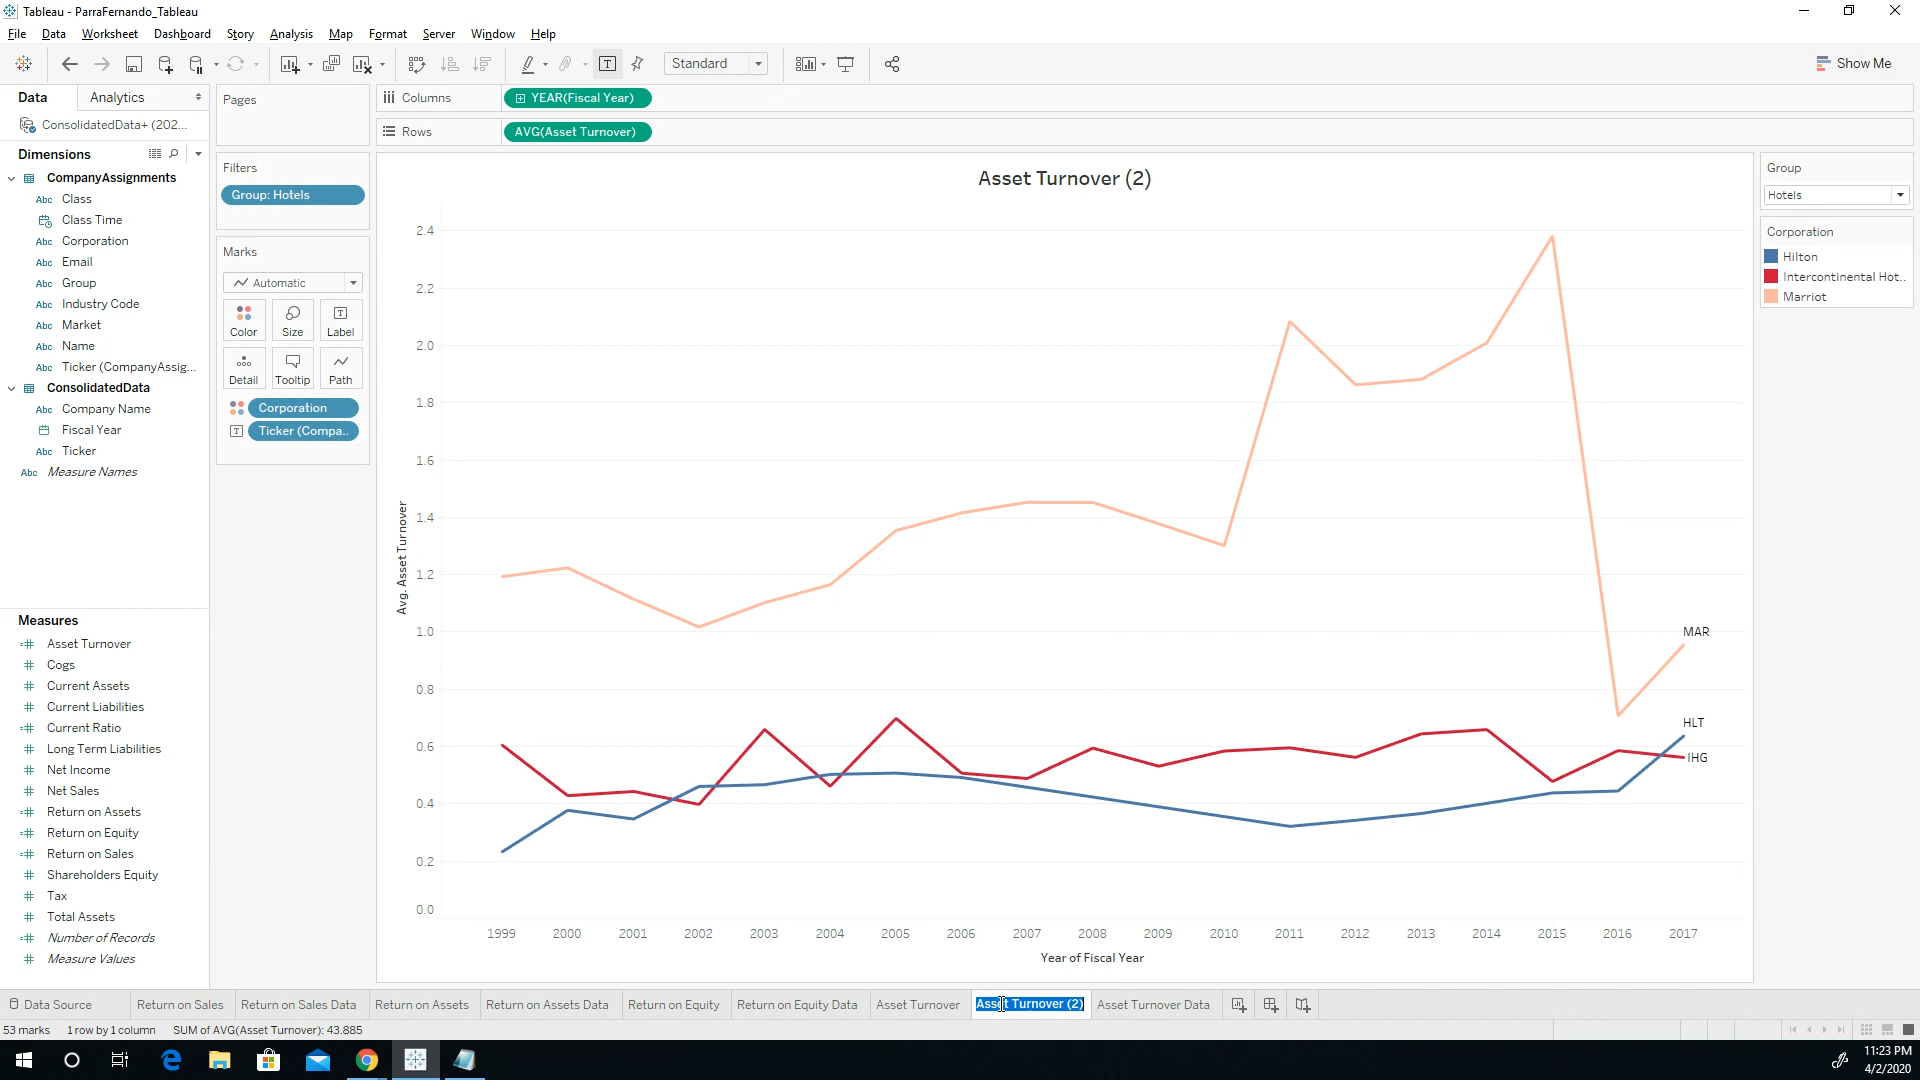 Tableau - ParraFernando_Tableau
File Data Worksheet Dashboard Story Analysis Map Format Server Window Help
Standard
Show Me
Data
Analytics
ConsolidatedData+ (202...
Dimensions
CompanyAssignments
Abc Class
Class Time
Abc Corporation
Abc Email
Abc Group
Abc Industry Code
Abc Market
Abc Name
Abc Ticker (CompanyAssig...
ConsolidatedData
Abc Company Name
Fiscal Year
Abc Ticker
Abc Measure Names
Measures
Asset Turnover
Cogs
Current Assets
Current Liabilities
Current Ratio
Long Term Liabilities
Net Income
Net Sales
Return on Assets
Return on Equity
Return on Sales
Shareholders Equity
Tax
Total Assets
Number of Records
Measure Values
Pages
Filters
Group: Hotels
Marks
Automatic
Color
Size
Label
Detail
Tooltip
Path
Corporation
Ticker (Compa..
Columns
YEAR(Fiscal Year)
Rows
AVG(Asset Turnover)
Asset Turnover (2)
Avg. Asset Turnover
2.4
2.2
2.0
1.8
1.6
1.4
1.2
1.0
0.8
0.6
0.4
0.2
0.0
MAR
HLT
IHG
1999 2000 2001 2002 2003 2004 2005 2006 2007 2008 2009 2010 2011 2012 2013 2014 2015 2016 2017
Year of Fiscal Year
Group
Hotels
Corporation
Hilton
Intercontinental Hot..
Marriot
Data Source
Return on Sales
Return on Sales Data
Return on Assets
Return on Assets Data
Return on Equity
Return on Equity Data
Asset Turnover
Asset Turnover (2)
Asset Turnover Data
53 marks 1 row by 1 column SUM of AVG(Asset Turnover): 43.885
11:23 PM
4/2/2020